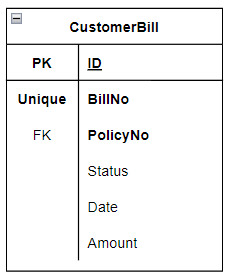 CustomerBill
PK ID
Unique BillNo
FK PolicyNo
Status
Date
Amount